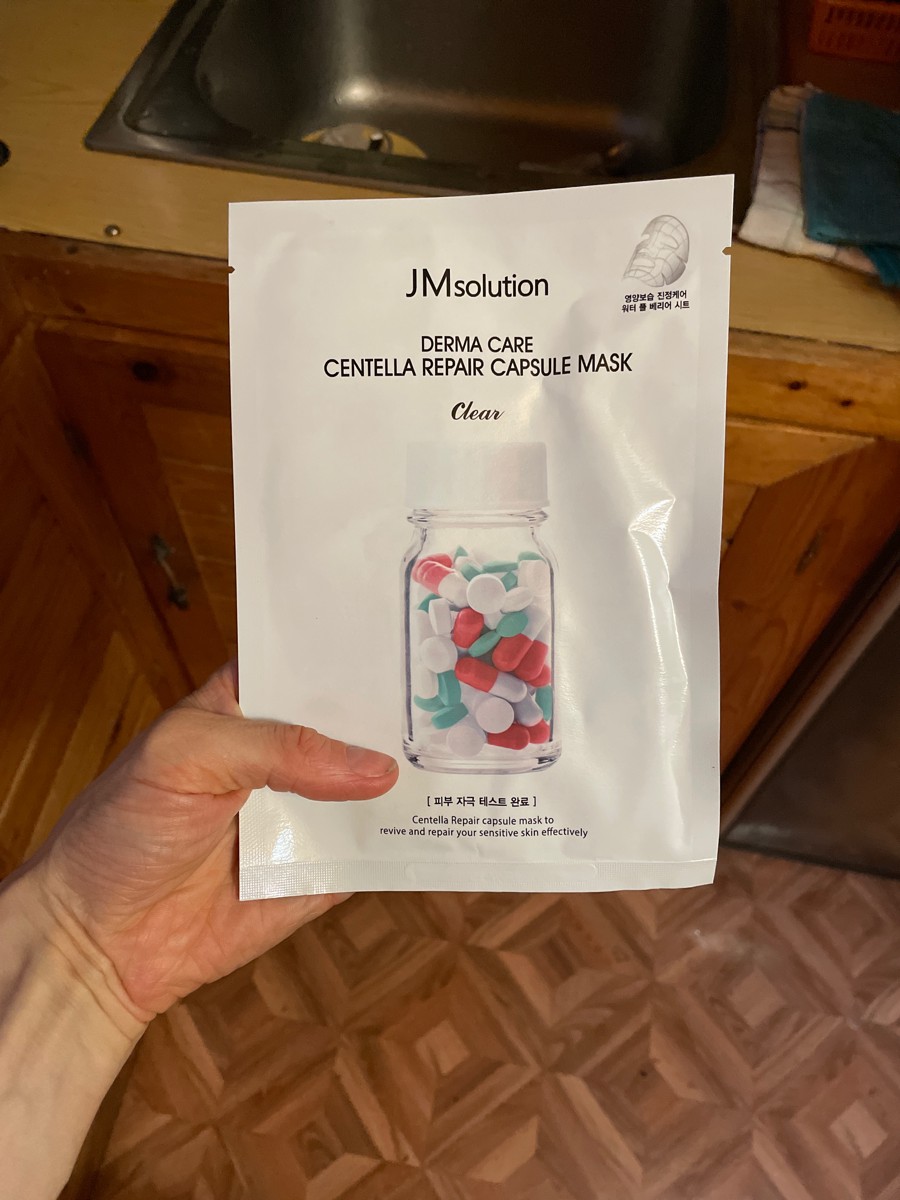 JMsolution
영양보습 진정케어
워터 풀 베리어 시트
DERMA CARE
CENTELLA REPAIR CAPSULE MASK
Clear
[ 피부 자극 테스트 완료 ]
Centella Repair capsule mask to
revive and repair your sensitive skin effectively